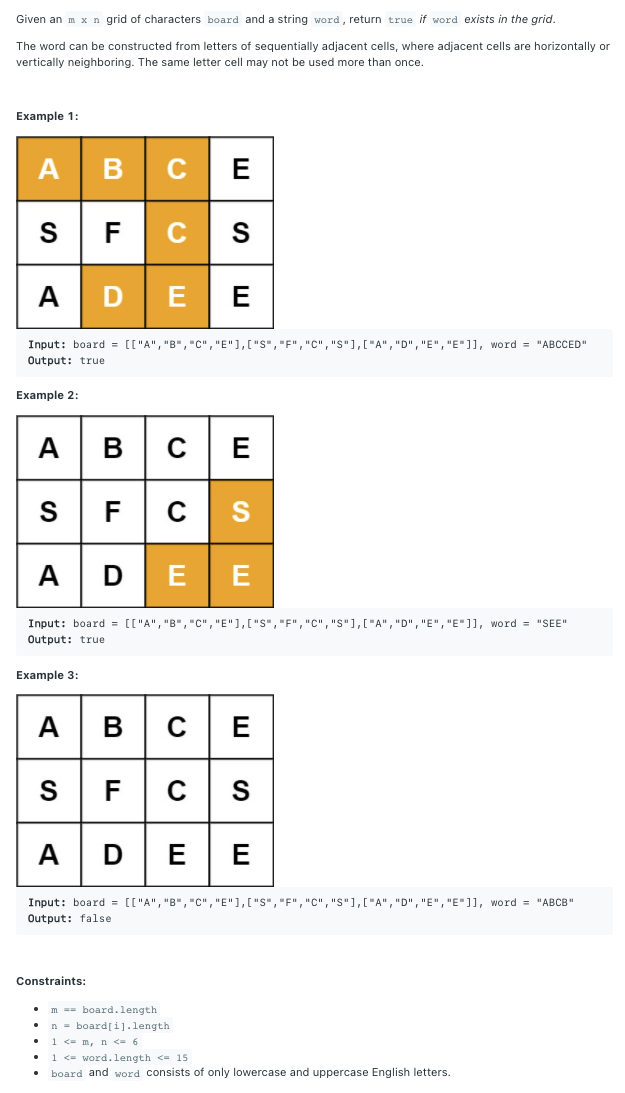 Given an m x n grid of characters board and a string word, return true if word exists in the grid.
The word can be constructed from letters of sequentially adjacent cells, where adjacent cells are horizontally or
vertically neighboring. The same letter cell may not be used more than once.
Example 1:
A B C E
S F C S
A D E E
Input: board = [["A","B","C","E"],["S","F","C","S"],["A","D","E","E"]], word = "ABCCED"
Output: true
Example 2:
A B C E
S F C S
A D E E
Input: board = [["A","B","C","E"],["S","F","C","S"],["A","D","E","E"]], word = "SEE"
Output: true
Example 3:
A B C E
S F C S
A D E E
Input: board = [["A","B","C","E"],["S","F","C","S"],["A","D","E","E"]], word = "ABCB"
Output: false
Constraints:
• m == board.length
• n = board[i].length
• 1 <= m, n <= 6
• 1 <= word.length <= 15
• board and word consists of only lowercase and uppercase English letters.